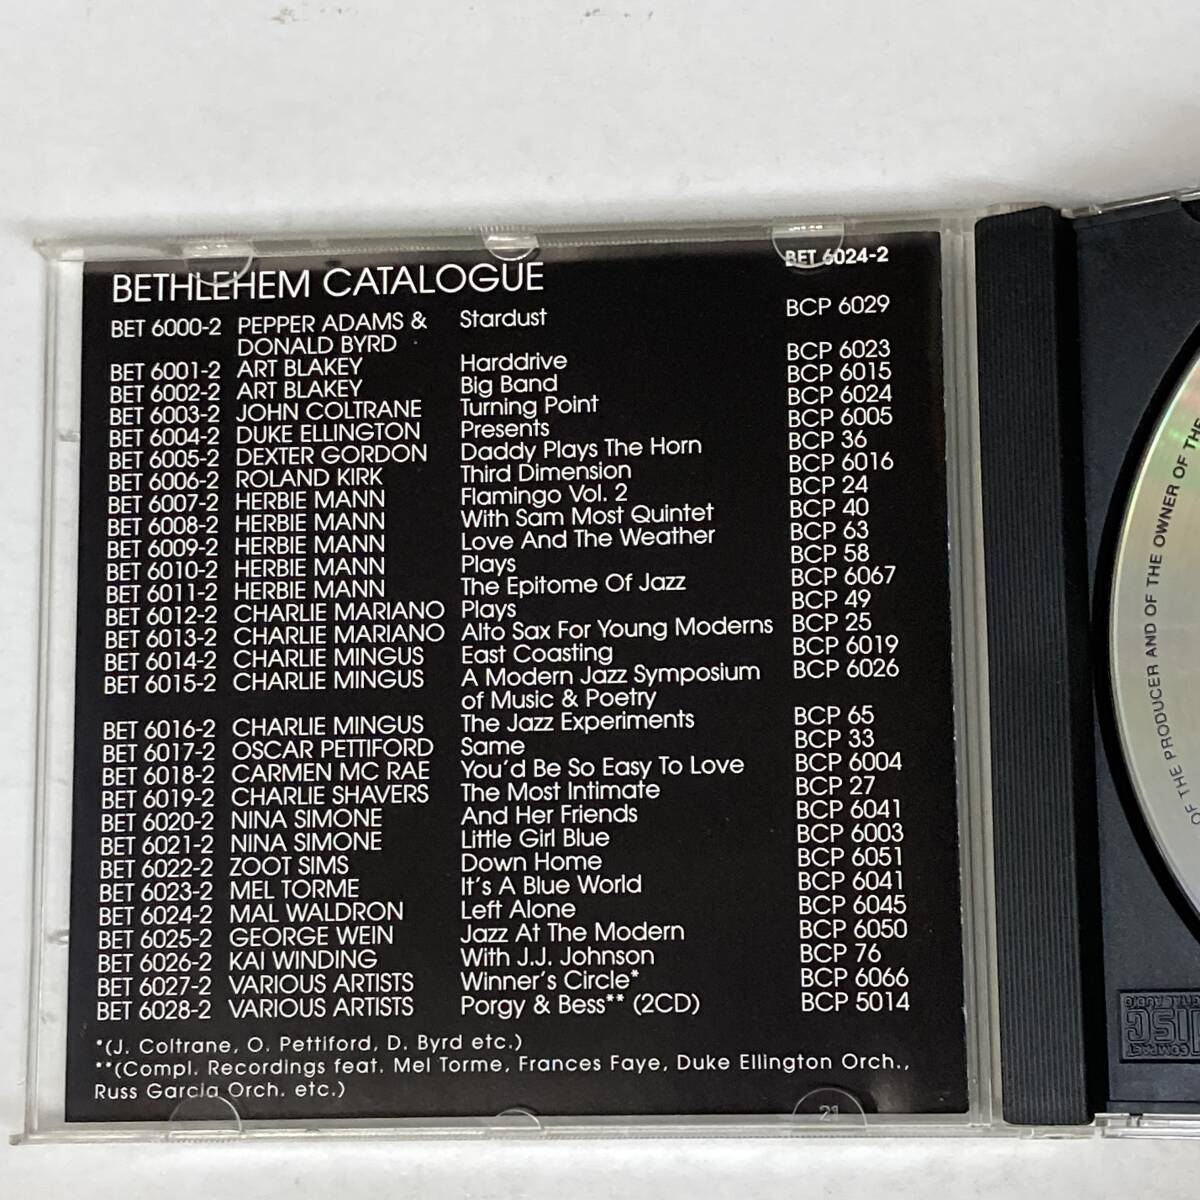 BET 6024-2
BETHLEHEM CATALOGUE
BET 6000-2 PEPPER ADAMS & Stardust BCP 6029
DONALD BYRD
BET 6001-2 ART BLAKEY Harddrive BCP 6023
BET 6002-2 ART BLAKEY Big Band BCP 6015
BET 6003-2 JOHN COLTRANE Turning Point BCP 6024
BET 6004-2 DUKE ELLINGTON Presents BCP 6005
BET 6005-2 DEXTER GORDON Daddy Plays The Horn BCP 36
BET 6006-2 ROLAND KIRK Third Dimension BCP 6016
BET 6007-2 HERBIE MANN Flamingo Vol. 2 BCP 24
BET 6008-2 HERBIE MANN With Sam Most Quintet BCP 40
BET 6009-2 HERBIE MANN Love And The Weather BCP 63
BET 6010-2 HERBIE MANN Plays BCP 58
BET 6011-2 HERBIE MANN The Epitome Of Jazz BCP 6067
BET 6012-2 CHARLIE MARIANO Plays BCP 49
BET 6013-2 CHARLIE MARIANO Alto Sax For Young Moderns BCP 25
BET 6014-2 CHARLIE MINGUS East Coasting BCP 6019
BET 6015-2 CHARLIE MINGUS A Modern Jazz Symposium BCP 6026
of Music & Poetry
BET 6016-2 CHARLIE MINGUS The Jazz Experiments BCP 65
BET 6017-2 OSCAR PETTIFORD Same BCP 33
BET 6018-2 CARMEN MC RAE You'd Be So Easy To Love BCP 6004
BET 6019-2 CHARLIE SHAVERS The Most Intimate BCP 27
BET 6020-2 NINA SIMONE And Her Friends BCP 6041
BET 6021-2 NINA SIMONE Little Girl Blue BCP 6003
BET 6022-2 ZOOT SIMS Down Home BCP 6051
BET 6023-2 MEL TORME It's A Blue World BCP 6041
BET 6024-2 MAL WALDRON Left Alone BCP 6045
BET 6025-2 GEORGE WEIN Jazz At The Modern BCP 6050
BET 6026-2 KAI WINDING With J.J. Johnson BCP 76
BET 6027-2 VARIOUS ARTISTS Winner's Circle* BCP 6066
BET 6028-2 VARIOUS ARTISTS Porgy & Bess** (2CD) BCP 5014
*(J. Coltrane, O. Pettiford, D. Byrd etc.)
**(Compl. Recordings feat. Mel Torme, Frances Faye, Duke Ellington Orch.,
Russ Garcia Orch. etc.)
21
OF THE PRODUCER AND OF THE OWNER OF THE
COMPACT
DISC
DIGITAL AUDIO